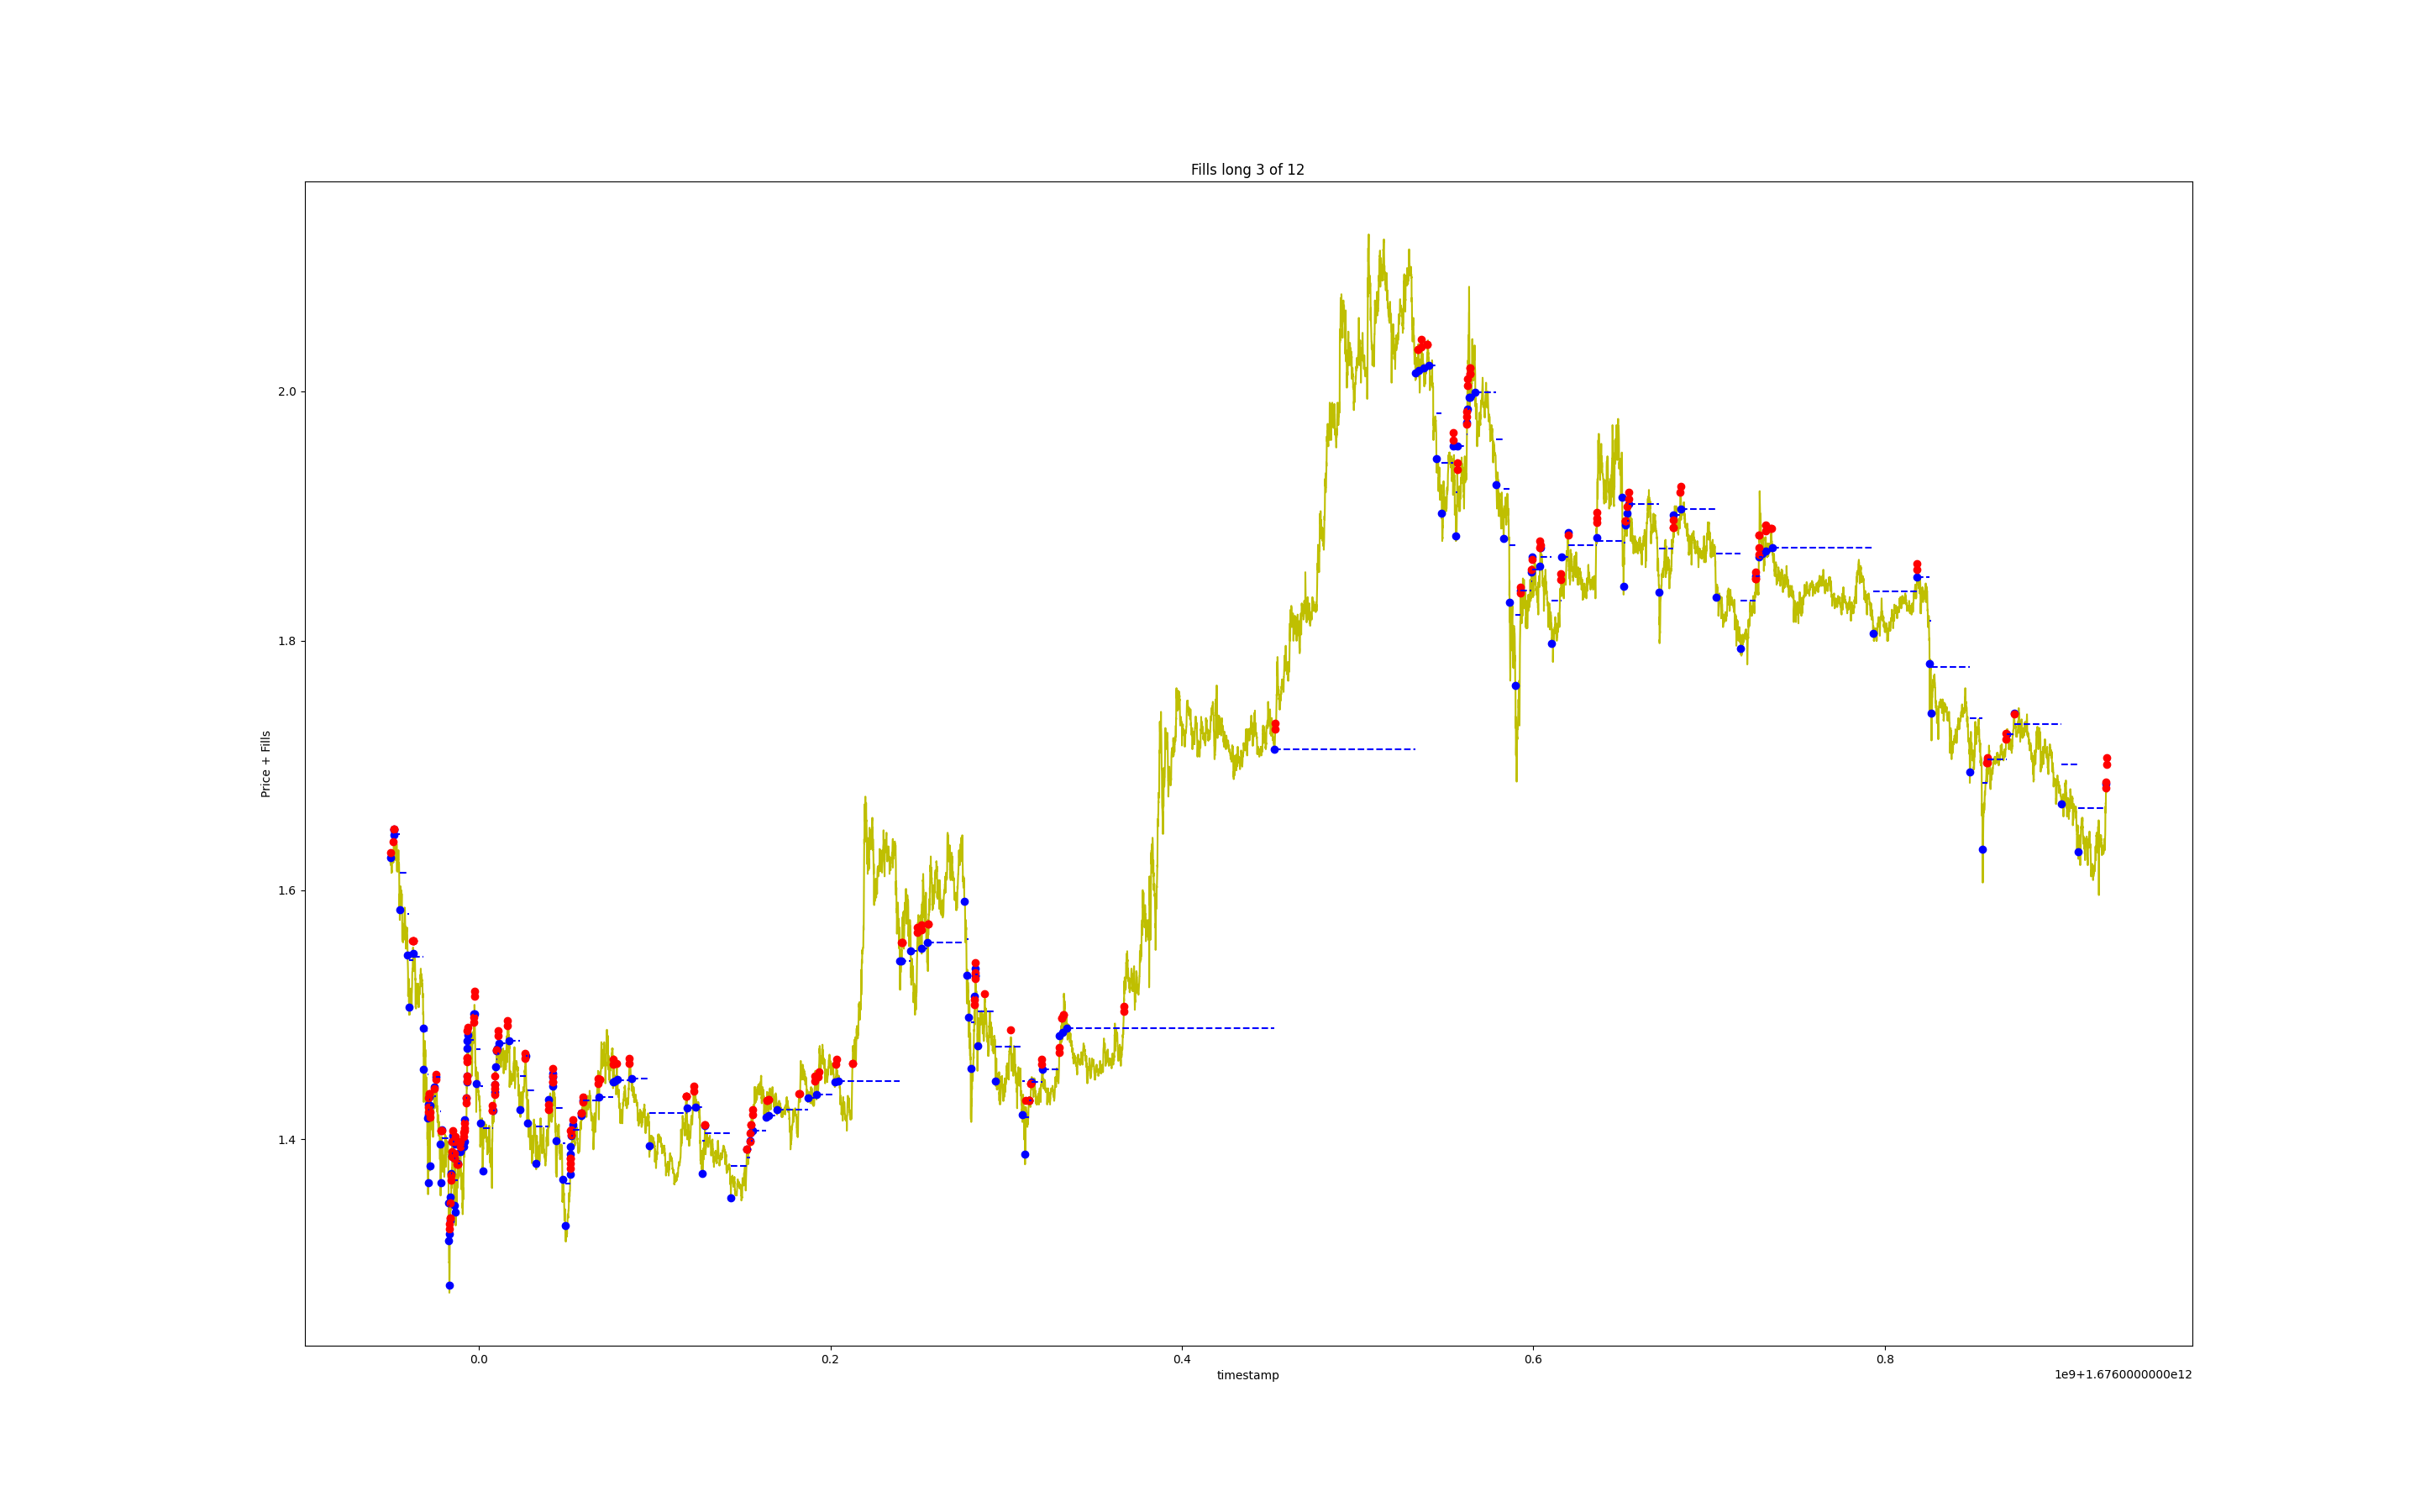 Fills long 3 of 12
Price + Fills
2.0
1.8
1.6
1.4
0.0 0.2 0.4 0.6 0.8
timestamp
1e9+1.6760000000e12